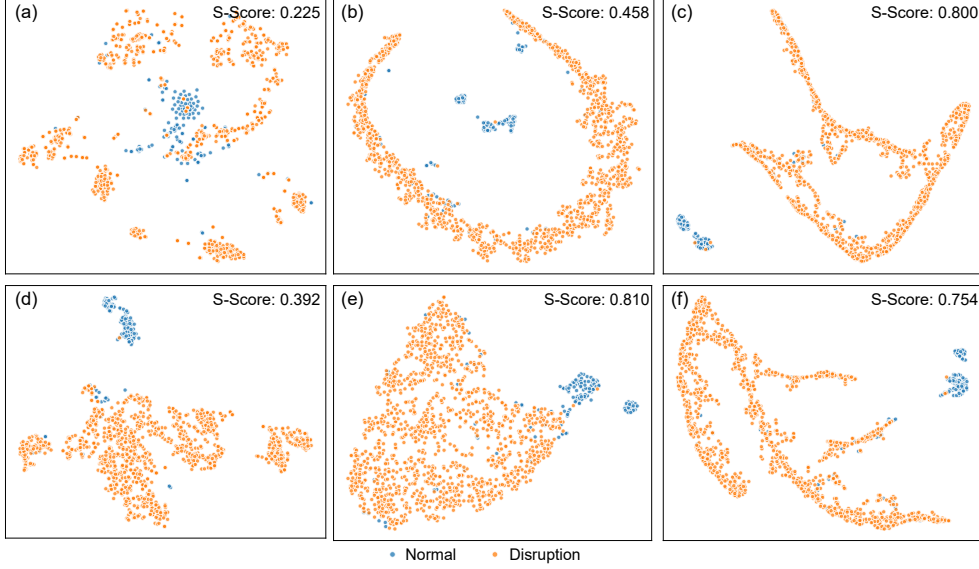 (a) S-Score: 0.225
(b) S-Score: 0.458
(c) S-Score: 0.800
(d) S-Score: 0.392
(e) S-Score: 0.810
(f) S-Score: 0.754
Normal Disruption